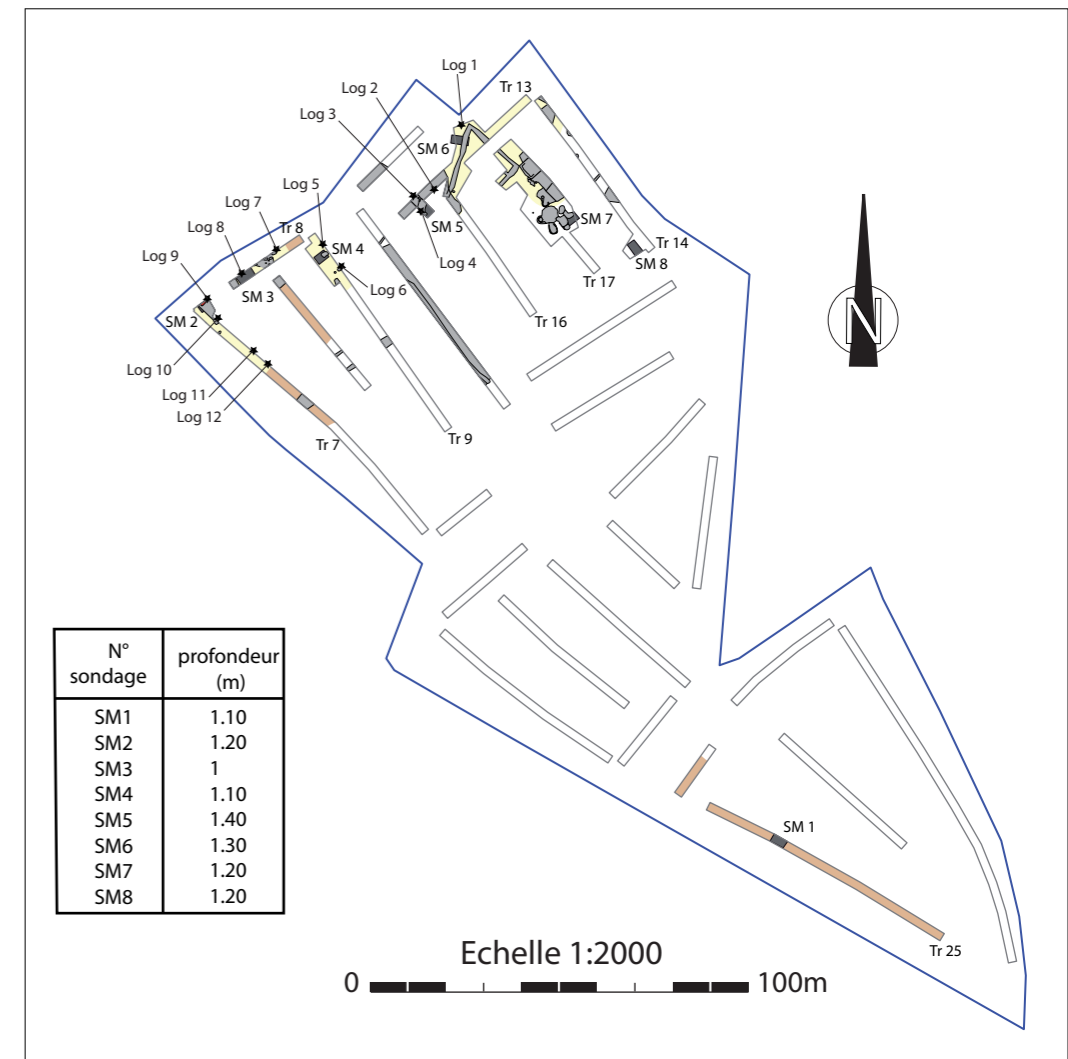 Log 1
Tr 13
Log 2
Log 3
SM 6
Log 5
Log 7
Tr 8
SM 5
SM 7
Log 8
SM 4
Log 4
Tr 14
SM 8
Log 9
Log 6
Tr 17
SM 3
SM 2
Tr 16
N
Log 10
Log 11
Log 12
Tr 7
Tr 9
N° sondage
profondeur (m)
SM1 1.10
SM2 1.20
SM3 1
SM4 1.10
SM5 1.40
SM6 1.30
SM7 1.20
SM8 1.20
SM 1
Tr 25
Echelle 1:2000
0 100m